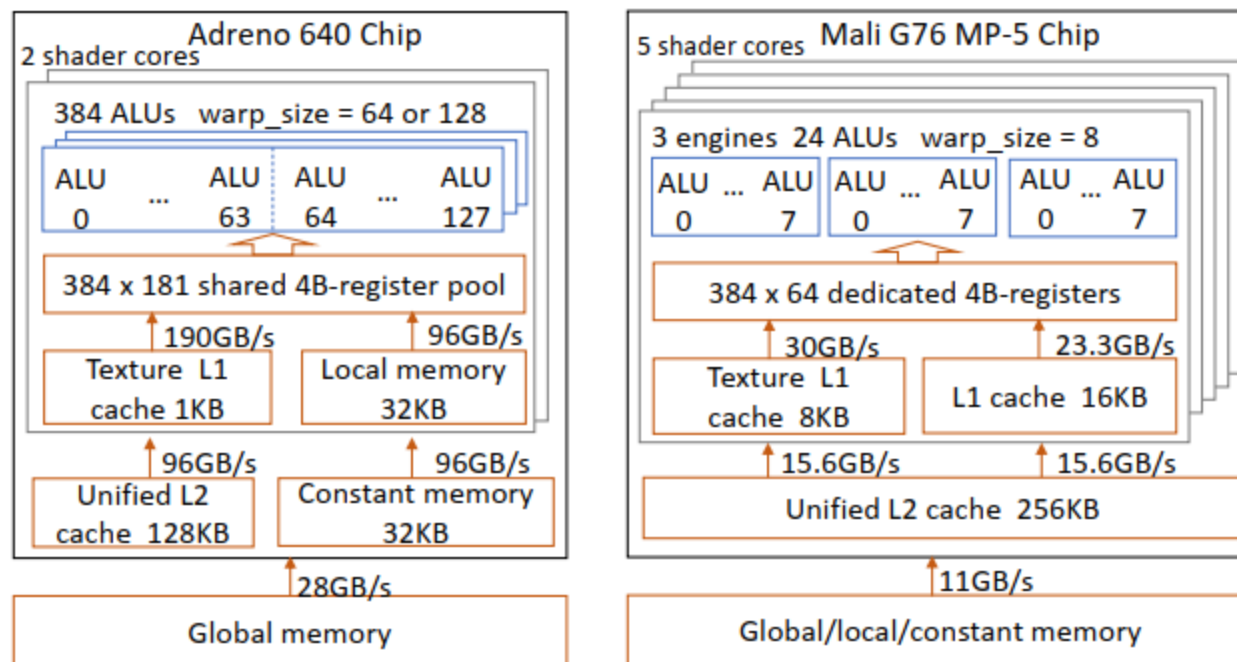 Adreno 640 Chip
2 shader cores
384 ALUs warp_size = 64 or 128
ALU ... ALU ALU ... ALU
0 63 64 127
384 x 181 shared 4B-register pool
190GB/s 96GB/s
Texture L1 Local memory
cache 1KB 32KB
96GB/s 96GB/s
Unified L2 Constant memory
cache 128KB 32KB
28GB/s
Global memory
Mali G76 MP-5 Chip
5 shader cores
3 engines 24 ALUs warp_size = 8
ALU ... ALU ALU ... ALU ALU ... ALU
0 7 0 7 0 7
384 x 64 dedicated 4B-registers
30GB/s 23.3GB/s
Texture L1
cache 8KB
L1 cache 16KB
15.6GB/s 15.6GB/s
Unified L2 cache 256KB
11GB/s
Global/local/constant memory